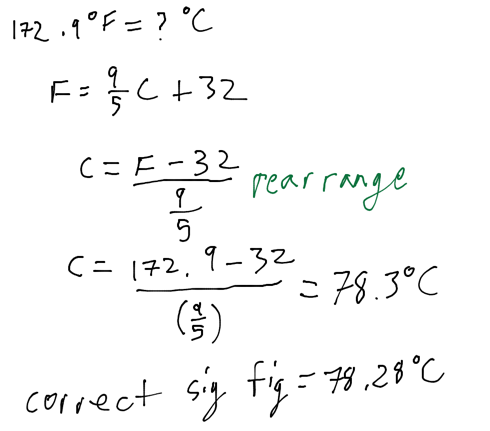 172.9°F = ? °C
F = 9/5 C + 32
C = F - 32 / 9/5 rearrange
C = 172.9 - 32 / (9/5) = 78.3°C
correct sig fig = 78.28°C